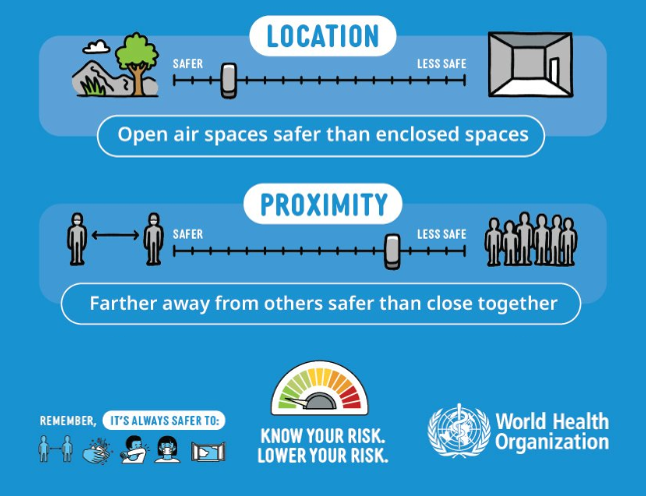 LOCATION
SAFER
LESS SAFE
Open air spaces safer than enclosed spaces
PROXIMITY
SAFER
LESS SAFE
Farther away from others safer than close together
REMEMBER, IT'S ALWAYS SAFER TO:
KNOW YOUR RISK.
LOWER YOUR RISK.
World Health
Organization